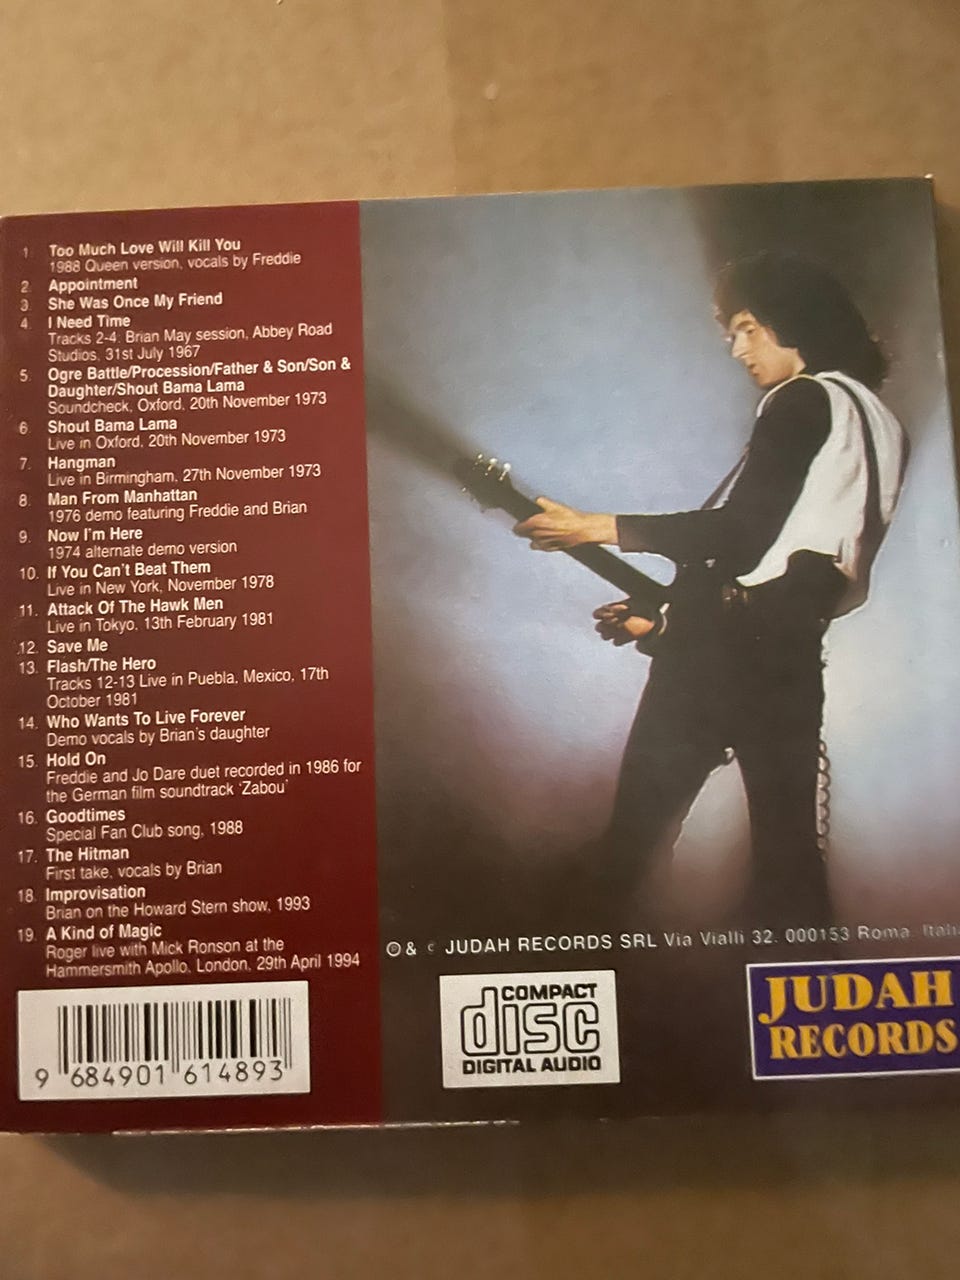 1. Too Much Love Will Kill You
1988 Queen version, vocals by Freddie
2. Appointment
3. She Was Once My Friend
4. I Need Time
Tracks 2-4: Brian May session, Abbey Road
Studios, 31st July 1967
5. Ogre Battle/Procession/Father & Son/Son &
Daughter/Shout Bama Lama
Soundcheck, Oxford, 20th November 1973
6. Shout Bama Lama
Live in Oxford, 20th November 1973
7. Hangman
Live in Birmingham, 27th November 1973
8. Man From Manhattan
1976 demo featuring Freddie and Brian
9. Now I'm Here
1974 alternate demo version
10. If You Can't Beat Them
Live in New York, November 1978
11. Attack Of The Hawk Men
Live in Tokyo, 13th February 1981
12. Save Me
13. Flash/The Hero
Tracks 12-13 Live in Puebla, Mexico, 17th
October 1981
14. Who Wants To Live Forever
Demo vocals by Brian's daughter
15. Hold On
Freddie and Jo Dare duet recorded in 1986 for
the German film soundtrack 'Zabou'
16. Goodtimes
Special Fan Club song, 1988
17. The Hitman
First take, vocals by Brian
18. Improvisation
Brian on the Howard Stern show, 1993
19. A Kind of Magic
Roger live with Mick Ronson at the
Hammersmith Apollo, London, 29th April 1994
℗ & © JUDAH RECORDS SRL Via Vialli 32. 000153 Roma
9 684901 614893
COMPACT
disc
DIGITAL AUDIO
JUDAH
RECORDS